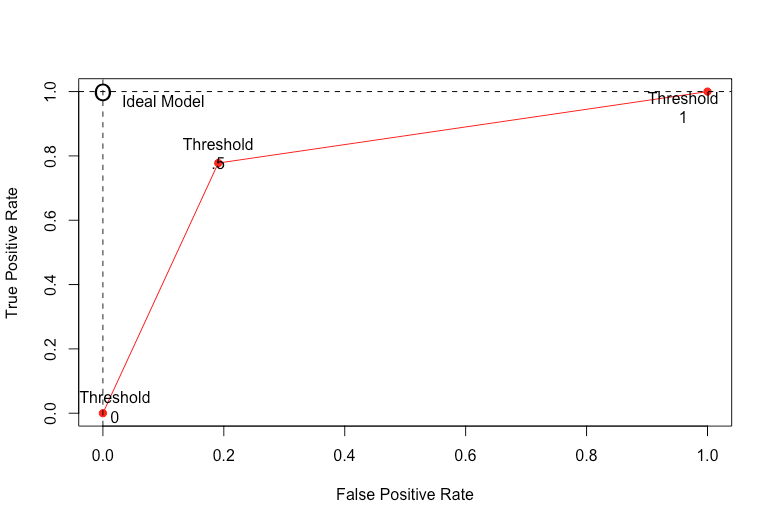 1.0
Ideal Model
Threshold
1
Threshold
.5
0.8
0.6
0.4
0.2
0.0
True Positive Rate
Threshold
0
0.0 0.2 0.4 0.6 0.8 1.0
False Positive Rate